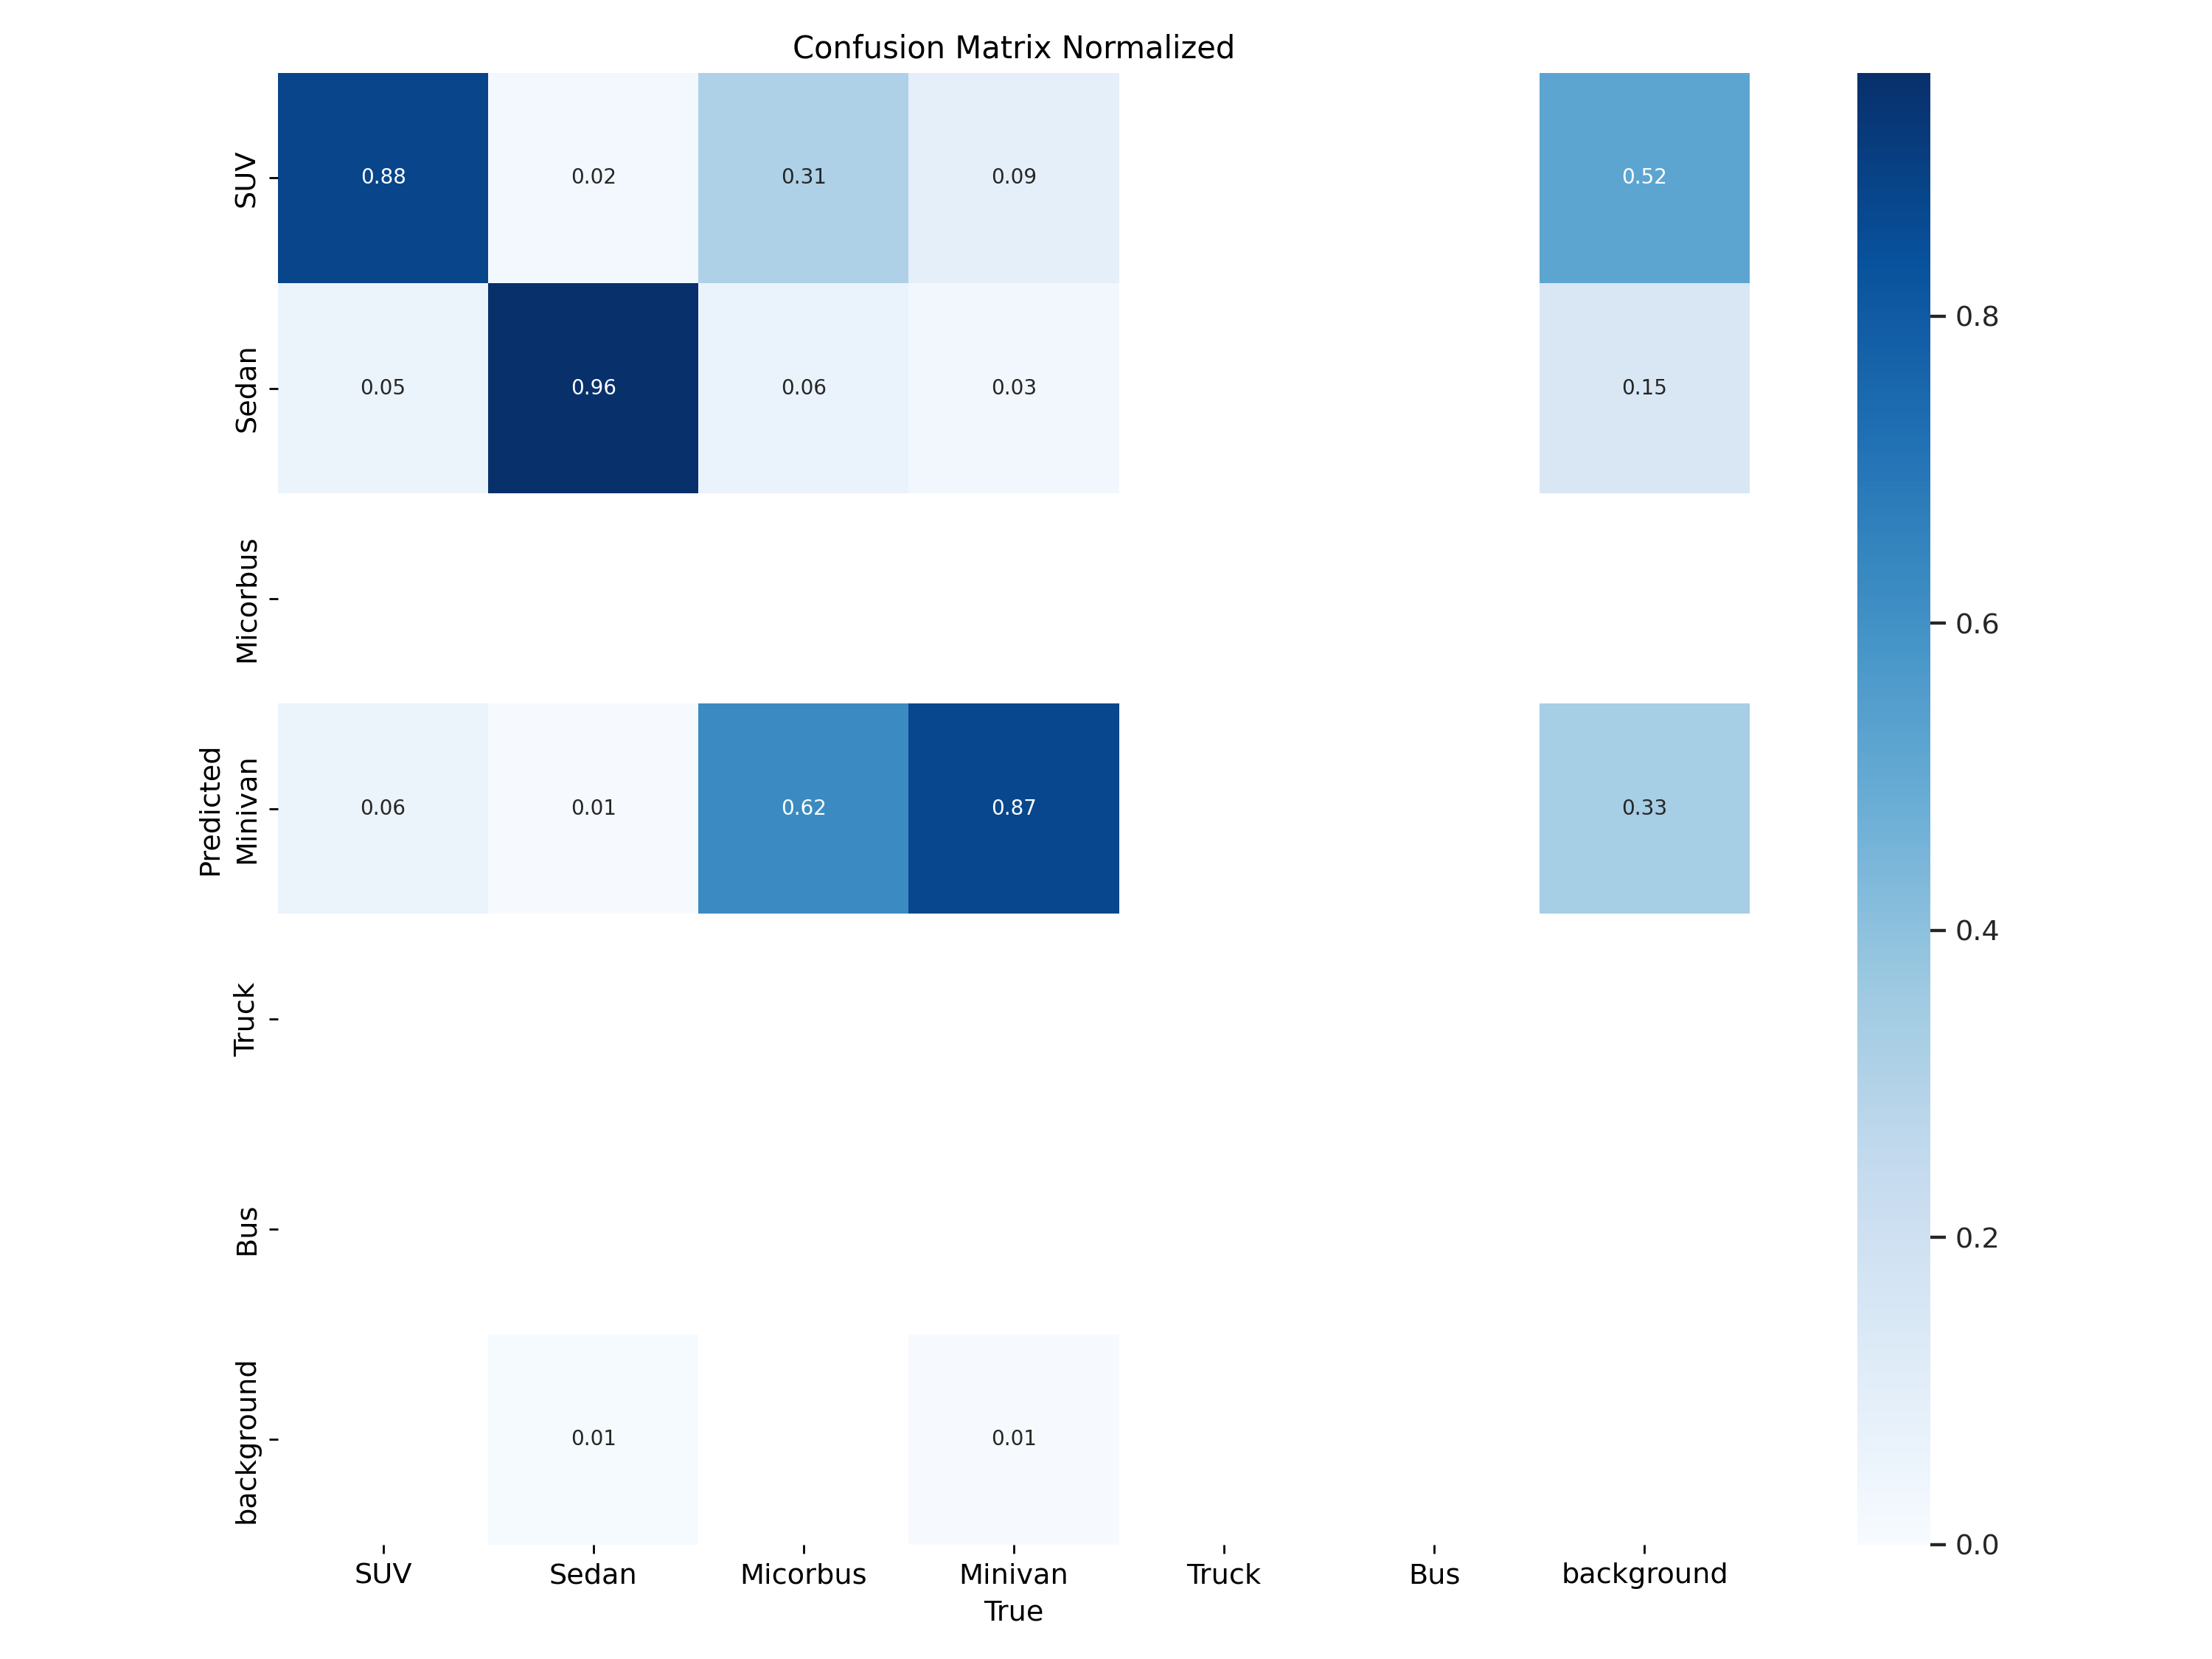 Confusion Matrix Normalized
SUV
0.88 0.02 0.31 0.09 0.52
Sedan
0.05 0.96 0.06 0.03 0.15
Micorbus
Predicted
Minivan
0.06 0.01 0.62 0.87 0.33
Truck
Bus
background
0.01 0.01
SUV Sedan Micorbus Minivan Truck Bus background
True
0.8
0.6
0.4
0.2
0.0